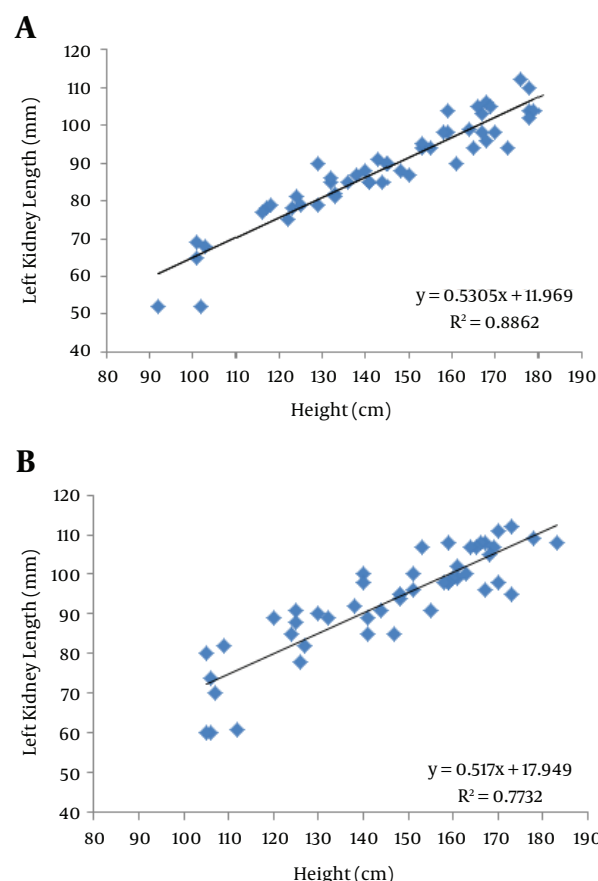 A
120
110
100
90
80
70
60
50
40
Left Kidney Length (mm)
y = 0.5305x + 11.969
R² = 0.8862
80 90 100 110 120 130 140 150 160 170 180 190
Height (cm)
B
120
110
100
90
80
70
60
50
40
Left Kidney Length (mm)
y = 0.517x + 17.949
R² = 0.7732
80 90 100 110 120 130 140 150 160 170 180 190
Height (cm)